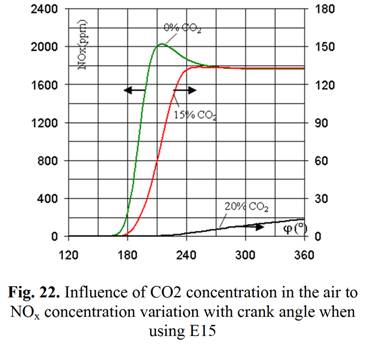 2400
180
NOx(ppm)
0% CO2
2000
150
1600
120
15% CO2
1200
90
800
60
400
30
20% CO2
φ(°)
0
0
120
180
240
300
360
Fig. 22. Influence of CO2 concentration in the air to
NOx concentration variation with crank angle when
using E15